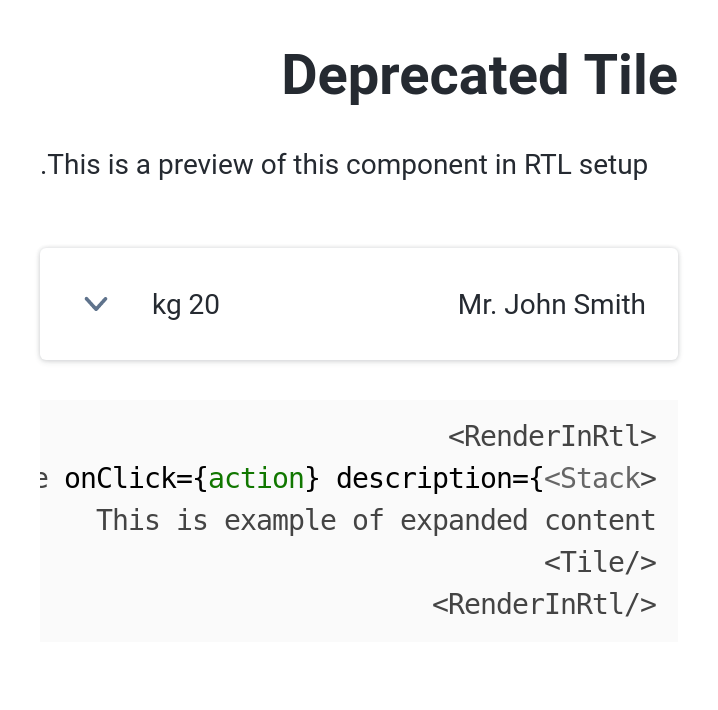 Deprecated Tile
.This is a preview of this component in RTL setup
Mr. John Smith
kg 20
<RenderInRtl>
onClick={action} description={<Stack>
This is example of expanded content
<Tile/>
<RenderInRtl/>